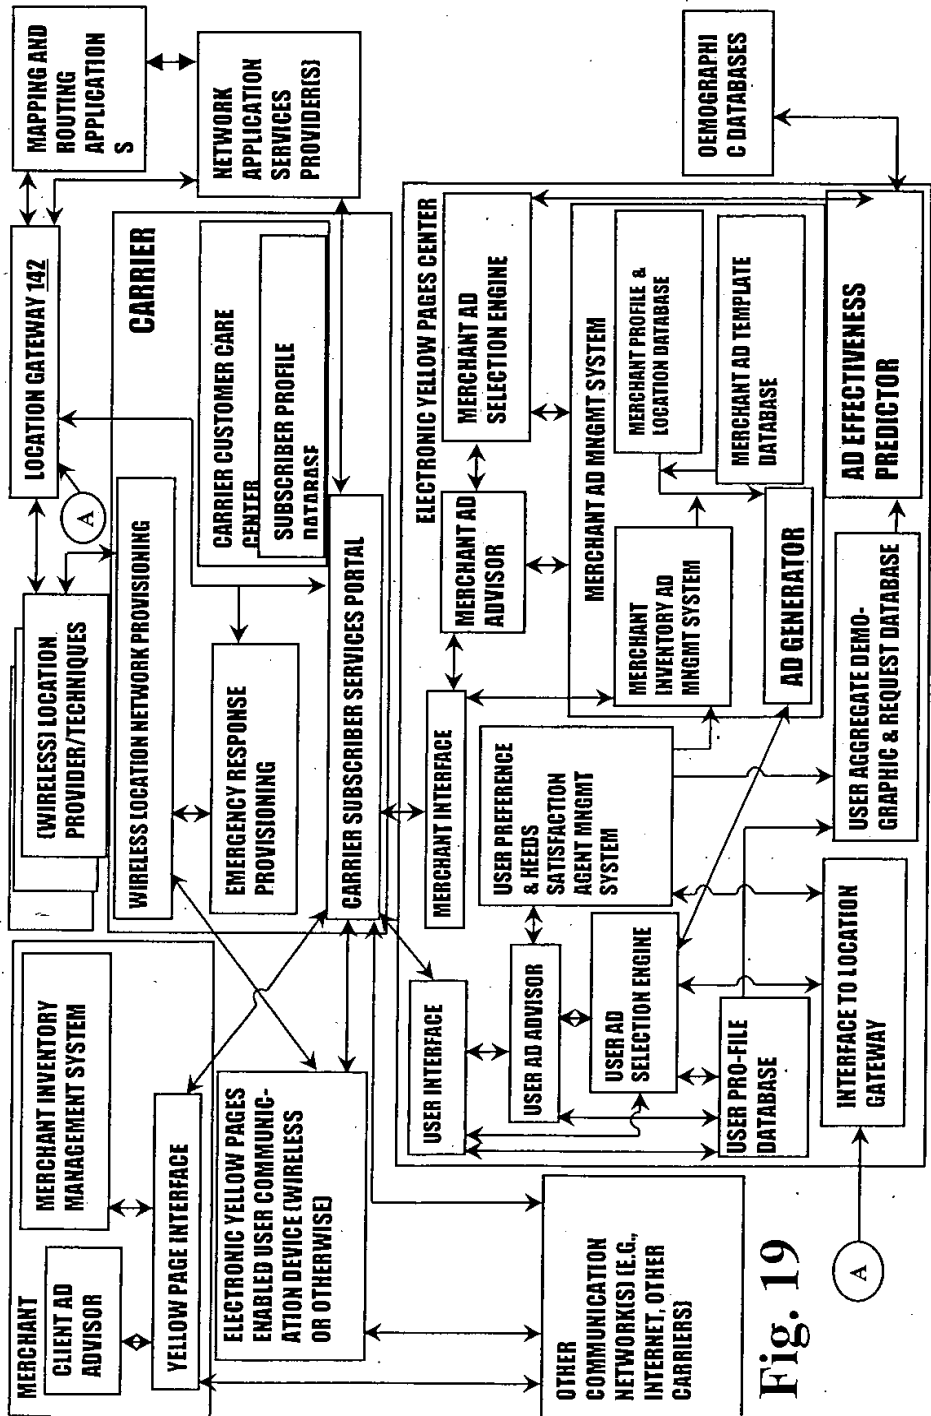 MERCHANT
CLIENT AD
ADVISOR
MERCHANT INVENTORY
MANAGEMENT SYSTEM
YELLOW PAGE INTERFACE
ELECTRONIC YELLOW PAGES
ENABLED USER COMMUNIC-
ATION DEVICE (WIRELESS
OR OTHERWISE)
OTHER
COMMUNICATION
NETWORK(S) (E.G.,
INTERNET, OTHER
CARRIERS)
(WIRELESS) LOCATION
PROVIDER/TECHNIQUES
A
LOCATION GATEWAY 142
MAPPING AND
ROUTING
APPLICATION
S
NETWORK
APPLICATION
SERVICES
PROVIDER(S)
CARRIER
WIRELESS LOCATION NETWORK PROVISIONING
EMERGENCY RESPONSE
PROVISIONING
CARRIER CUSTOMER CARE
CENTER
SUBSCRIBER PROFILE
DATABASE
CARRIER SUBSCRIBER SERVICES PORTAL
ELECTRONIC YELLOW PAGES CENTER
USER INTERFACE
MERCHANT INTERFACE
MERCHANT AD
ADVISOR
MERCHANT AD
SELECTION ENGINE
USER AD ADVISOR
USER PREFERENCE
& NEEDS
SATISFACTION
AGENT MNGMT
SYSTEM
USER AD
SELECTION ENGINE
USER PRO-FILE
DATABASE
MERCHANT AD MNGMT SYSTEM
MERCHANT
INVENTORY AD
MNGMT SYSTEM
MERCHANT PROFILE &
LOCATION DATABASE
MERCHANT AD TEMPLATE
DATABASE
AD GENERATOR
INTERFACE TO LOCATION
GATEWAY
USER AGGREGATE DEMO-
GRAPHIC & REQUEST DATABASE
AD EFFECTIVENESS
PREDICTOR
DEMOGRAPHI
C DATABASES
A
Fig. 19